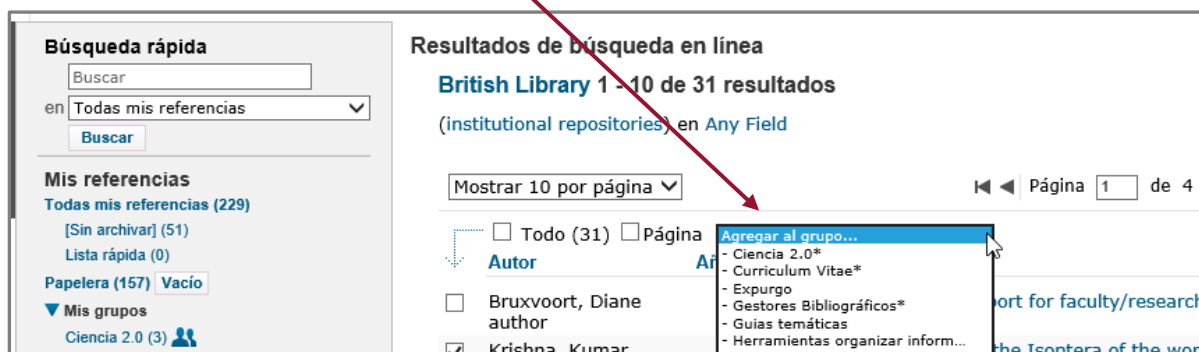 Búsqueda rápida
Buscar
en Todas mis referencias
Buscar
Mis referencias
Todas mis referencias (229)
[Sin archivar] (51)
Lista rápida (0)
Papelera (157) Vacío
Mis grupos
Ciencia 2.0 (3)
Resultados de búsqueda en línea
British Library 1 - 10 de 31 resultados
(institutional repositories) en Any Field
Mostrar 10 por página
Página 1 de 4
Todo (31) Página
Agregar al grupo...
- Ciencia 2.0*
- Curriculum Vitae*
- Expurgo
- Gestores Bibliográficos*
- Guias temáticas
- Herramientas organizar inform...
Autor
Bruxvoort, Diane
author
for faculty/research
Krishna, Kumar
the Isoptera of the